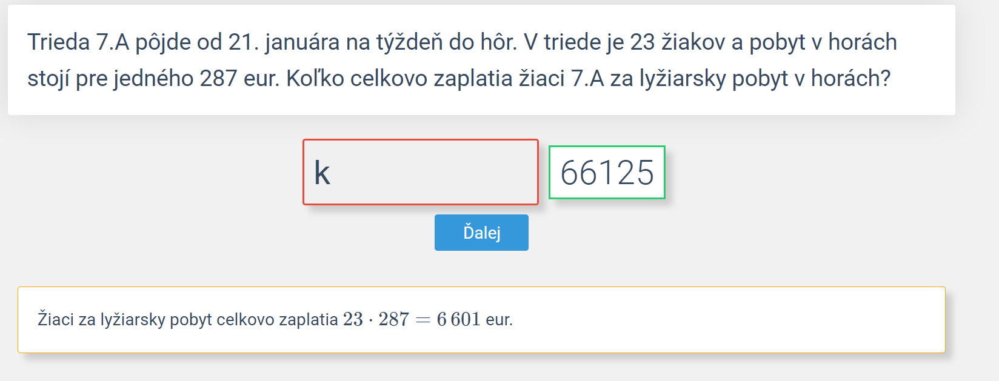 Trieda 7.A pôjde od 21. januára na týždeň do hôr. V triede je 23 žiakov a pobyt v horách
stojí pre jedného 287 eur. Koľko celkovo zaplatia žiaci 7.A za lyžiarsky pobyt v horách?
k 66125
Ďalej
Žiaci za lyžiarsky pobyt celkovo zaplatia 23 · 287 = 6 601 eur.